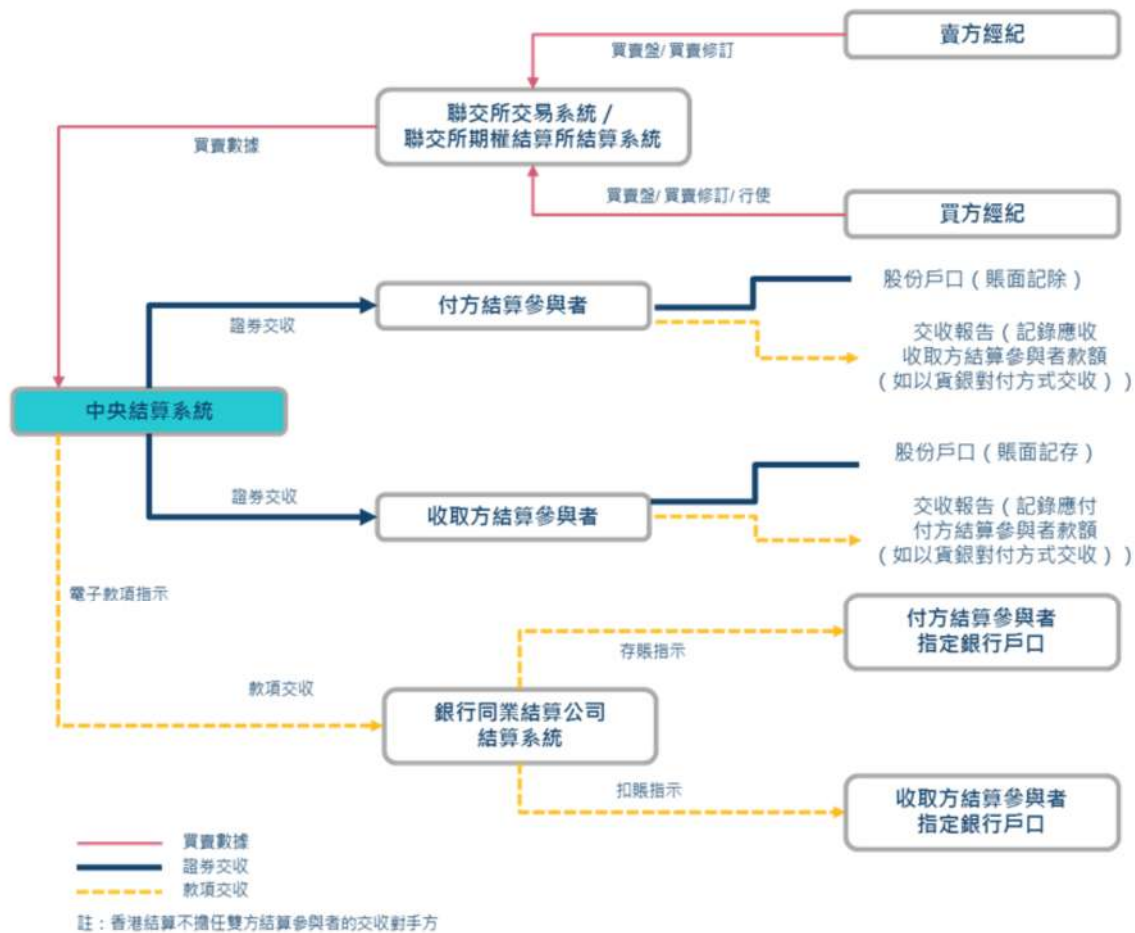 賣方經紀
買賣盤/ 買賣修訂
聯交所交易系統 /
聯交所期權結算所結算系統
買賣數據
買賣盤/ 買賣修訂/ 行使
買方經紀
股份戶口（賬面記除）
付方結算參與者
證券交收
交收報告（記錄應收
收取方結算參與者款額
（如以貨銀對付方式交收））
中央結算系統
股份戶口（賬面記存）
證券交收
收取方結算參與者
交收報告（記錄應付
付方結算參與者款額
（如以貨銀對付方式交收））
電子款項指示
付方結算參與者
指定銀行戶口
存賬指示
款項交收
銀行同業結算公司
結算系統
扣賬指示
收取方結算參與者
指定銀行戶口
買賣數據
證券交收
款項交收
註：香港結算不擔任雙方結算參與者的交收對手方